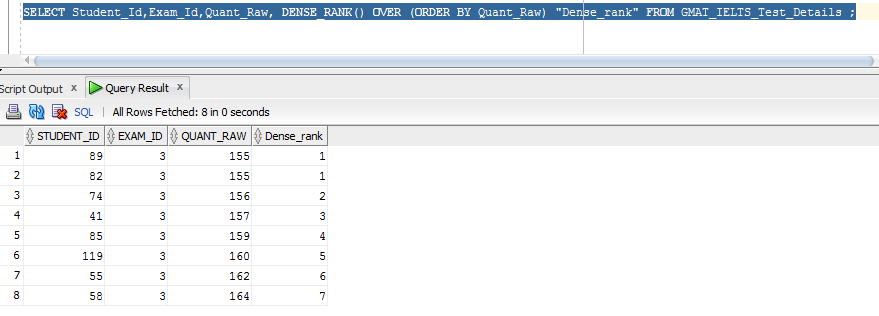 SELECT Student_Id,Exam_Id,Quant_Raw, DENSE_RANK() OVER (ORDER BY Quant_Raw) "Dense_rank" FROM GMAT_IELTS_Test_Details ;
Script Output x Query Result x
SQL | All Rows Fetched: 8 in 0 seconds
STUDENT_ID EXAM_ID QUANT_RAW Dense_rank
1 89 3 155 1
2 82 3 155 1
3 74 3 156 2
4 41 3 157 3
5 85 3 159 4
6 119 3 160 5
7 55 3 162 6
8 58 3 164 7